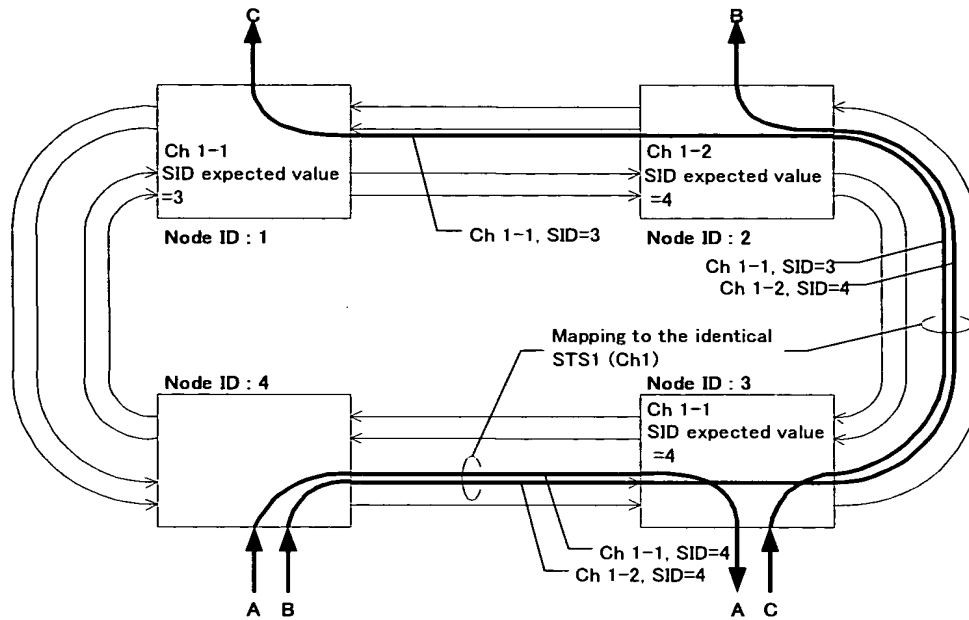 C
B
Ch 1-1
SID expected value
=3
Ch 1-2
SID expected value
=4
Node ID : 1
Ch 1-1, SID=3
Node ID : 2
Ch 1-1, SID=3
Ch 1-2, SID=4
Mapping to the identical
STS1 (Ch1)
Node ID : 4
Node ID : 3
Ch 1-1
SID expected value
=4
Ch 1-1, SID=4
Ch 1-2, SID=4
A
B
A
C